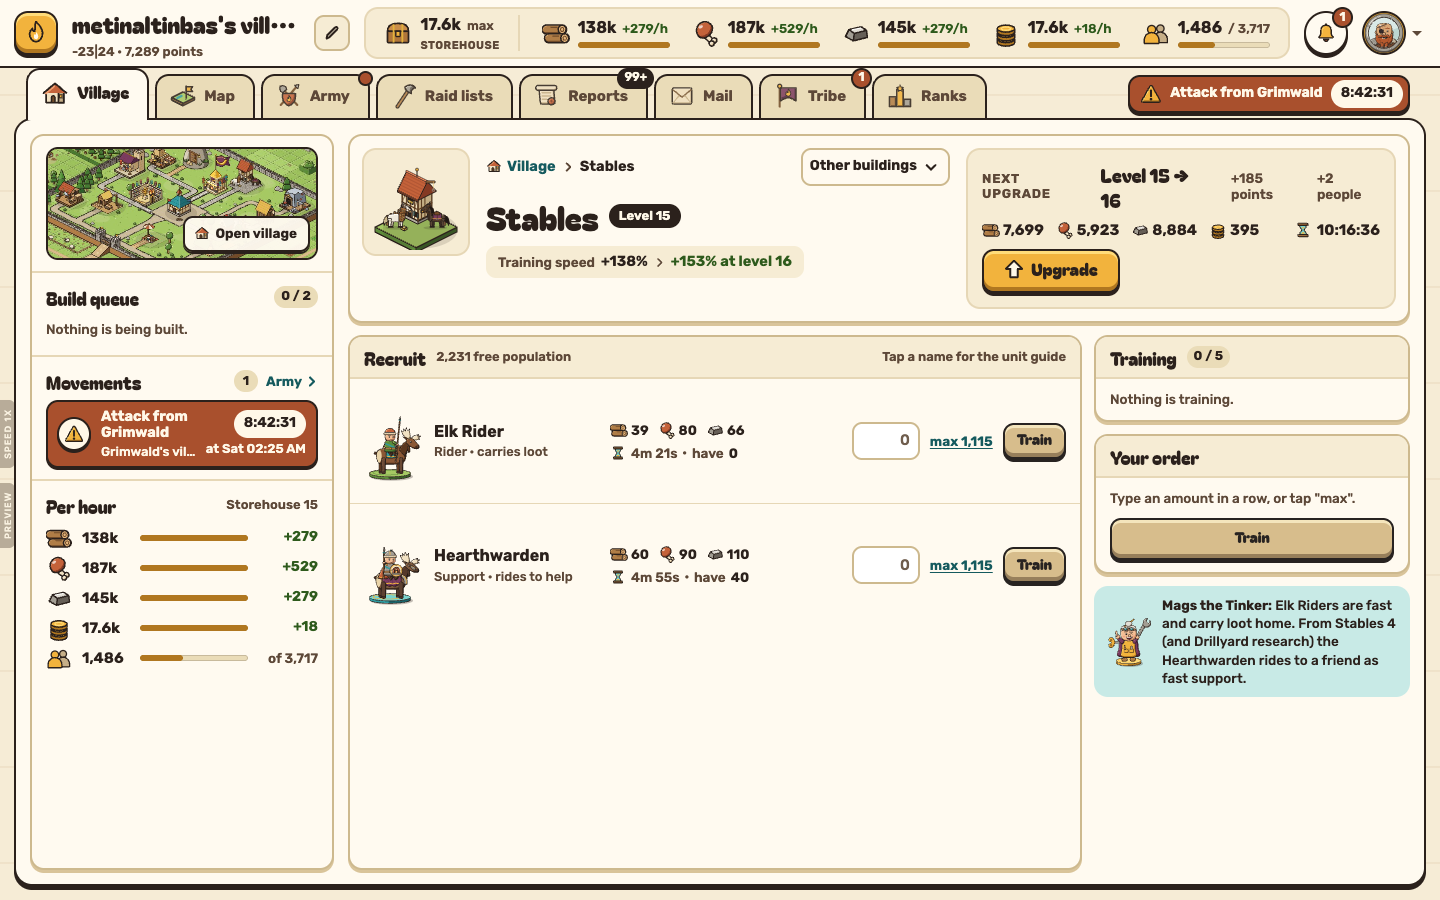 metinaltinbas's vill···
-23|24 • 7,289 points
17.6k max
STOREHOUSE
138k +279/h
187k +529/h
145k +279/h
17.6k +18/h
1,486 / 3,717
1
Village
Map
Army
Raid lists
Reports
99+
Mail
Tribe
1
Ranks
Attack from Grimwald 8:42:31
SPEED 1X
PREVIEW
Open village
Build queue 0 / 2
Nothing is being built.
Movements 1 Army
Attack from Grimwald
8:42:31
Grimwald's vil... at Sat 02:25 AM
Per hour Storehouse 15
138k +279
187k +529
145k +279
17.6k +18
1,486 of 3,717
Village > Stables
Other buildings
Stables Level 15
Training speed +138% > +153% at level 16
NEXT UPGRADE
Level 15 → 16
+185 points
+2 people
7,699 5,923 8,884 395 10:16:36
Upgrade
Recruit 2,231 free population Tap a name for the unit guide
Elk Rider
Rider • carries loot
39 80 66
4m 21s • have 0
0 max 1,115 Train
Hearthwarden
Support • rides to help
60 90 110
4m 55s • have 40
0 max 1,115 Train
Training 0 / 5
Nothing is training.
Your order
Type an amount in a row, or tap "max".
Train
Mags the Tinker: Elk Riders are fast
and carry loot home. From Stables 4
(and Drillyard research) the
Hearthwarden rides to a friend as
fast support.